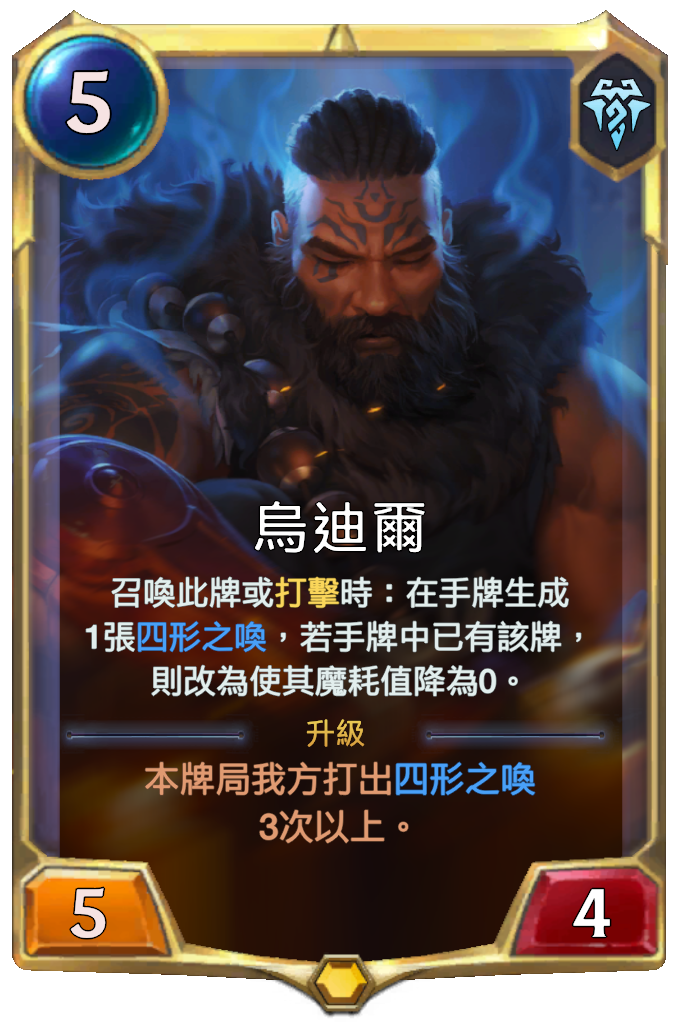 5
烏迪爾
召喚此牌或打擊時：在手牌生成
1張四形之喚，若手牌中已有該牌，
則改為使其魔耗值降為0。
升級
本牌局我方打出四形之喚
3次以上。
5
4